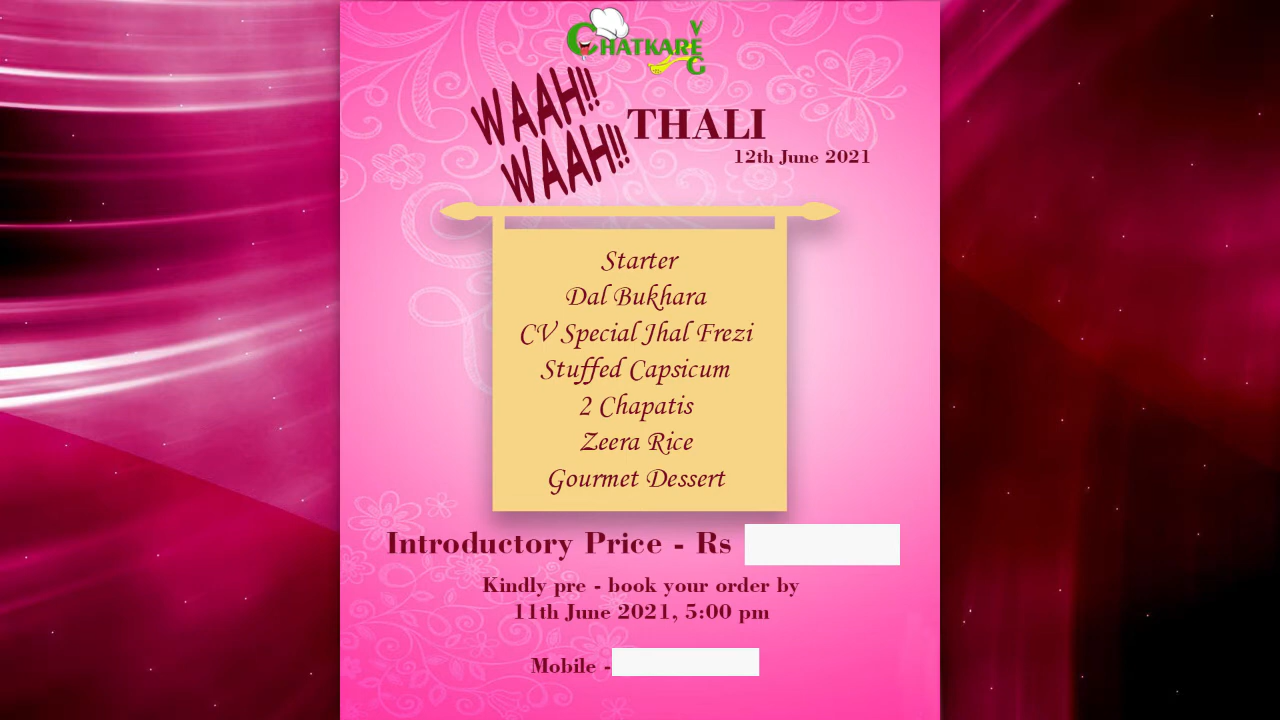 CHATKARE VEG
WAAH!!
WAAH!!
THALI
12th June 2021
Starter
Dal Bukhara
CV Special Jhal Frezi
Stuffed Capsicum
2 Chapatis
Zeera Rice
Gourmet Dessert
Introductory Price - Rs
Kindly pre - book your order by
11th June 2021, 5:00 pm
Mobile -